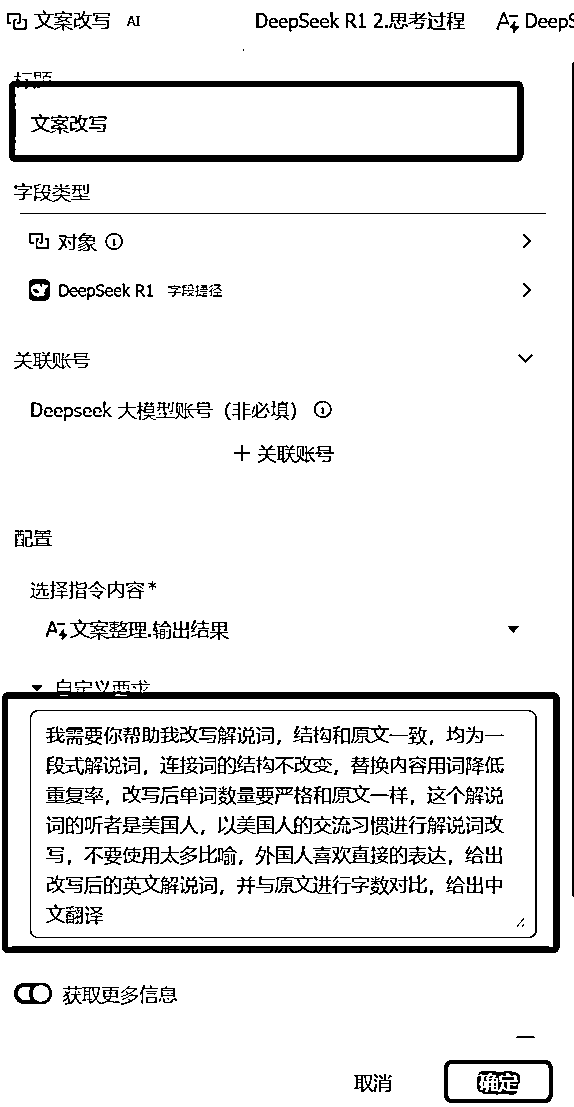 文案改写 AI DeepSeek R1 2.思考过程 DeepS
标题
文案改写
字段类型
对象
DeepSeek R1 字段捷径
关联账号
Deepseek 大模型账号（非必填）
+ 关联账号
配置
选择指令内容*
文案整理.输出结果
自定义要求
我需要你帮助我改写解说词，结构和原文一致，均为一
段式解说词，连接词的结构不改变，替换内容用词降低
重复率，改写后单词数量要严格和原文一样，这个解说
词的听者是美国人，以美国人的交流习惯进行解说词改
写，不要使用太多比喻，外国人喜欢直接的表达，给出
改写后的英文解说词，并与原文进行字数对比，给出中
文翻译
获取更多信息
取消 确定